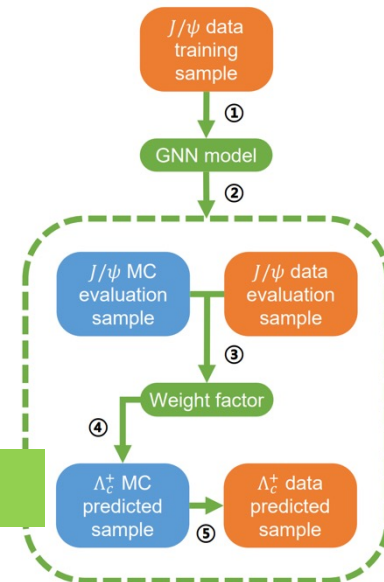 J/ψ data
training
sample
①
GNN model
②
J/ψ MC
evaluation
sample
J/ψ data
evaluation
sample
③
Weight factor
④
Λc+ MC
predicted
sample
⑤
Λc+ data
predicted
sample